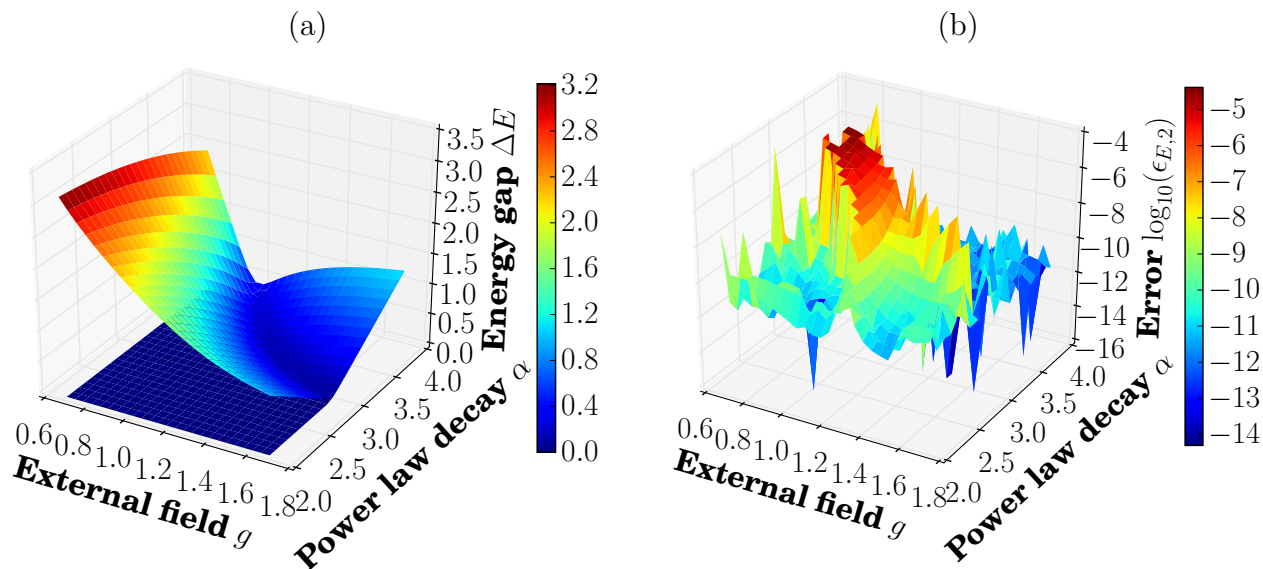 (a)
3.5
3.0
2.5
2.0
1.5
1.0
0.5
0.0
Energy gap ΔE
0.6 0.8 1.0 1.2 1.4 1.6 1.8
External field g
2.0 2.5 3.0 3.5 4.0
Power law decay α
3.2
2.8
2.4
2.0
1.6
1.2
0.8
0.4
0.0
(b)
−4
−6
−8
−10
−12
−14
−16
Error log₁₀(ϵ_{E,2})
0.6 0.8 1.0 1.2 1.4 1.6 1.8
External field g
2.0 2.5 3.0 3.5 4.0
Power law decay α
−5
−6
−7
−8
−9
−10
−11
−12
−13
−14